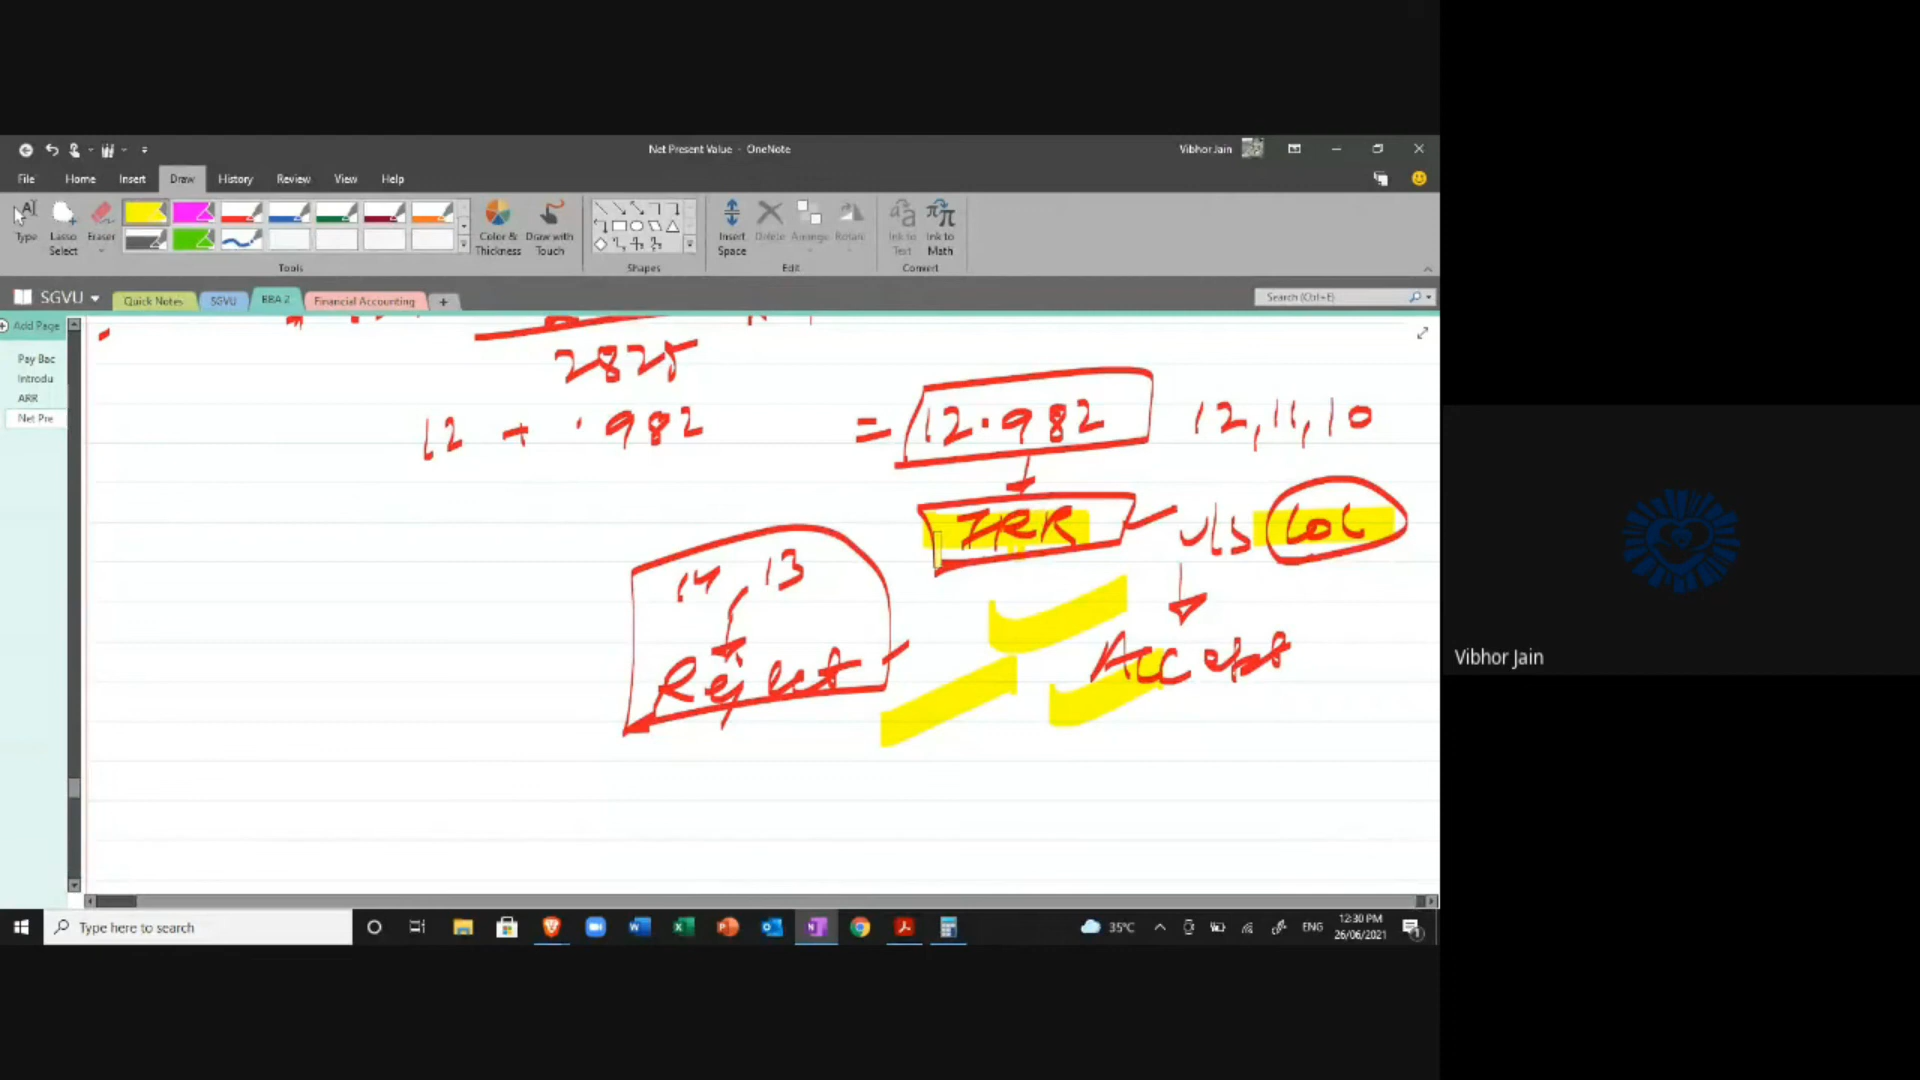 Net Present Value - OneNote
Vibhor Jain
File Home Insert Draw History Review View Help
Type
Lasso Select
Eraser
Color & Thickness
Draw with Touch
Insert Space
Delete
Arrange
Rotate
Ink to Text
Ink to Math
Tools
Shapes
Edit
Convert
SGVU
Quick Notes
SGVU
BBA 2
Financial Accounting
Search (Ctrl+E)
Add Page
Pay Bac
Introdu
ARR
Net Pre
2825
12 + .982 = 12.982 12, 11, 10
IRR v/s COC
14, 13
Reject
Accept
Vibhor Jain
Type here to search
35°C
ENG
12:30 PM
26/06/2021